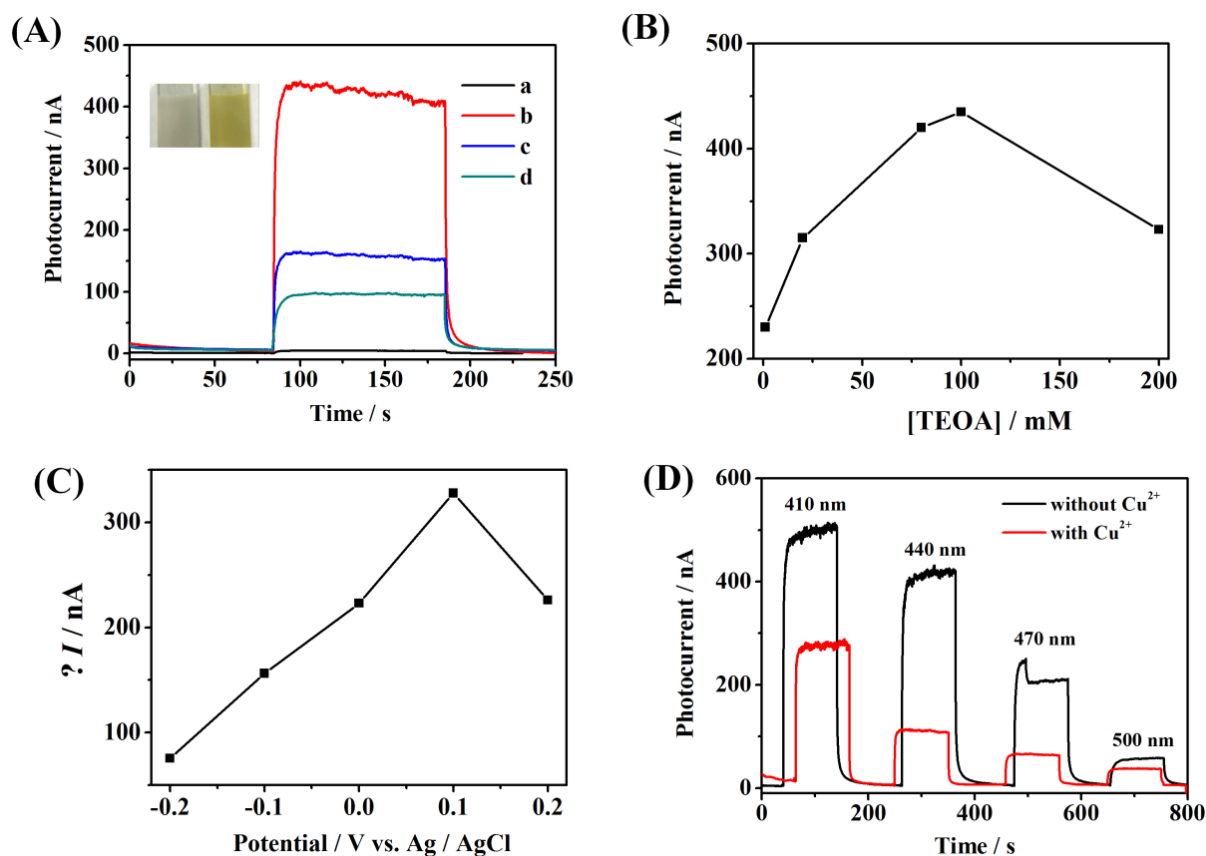 (A)
500
400
300
200
100
0
0 50 100 150 200 250
Photocurrent / nA
Time / s
a
b
c
d
(B)
500
400
300
200
0 50 100 150 200
Photocurrent / nA
[TEOA] / mM
(C)
300
200
100
-0.2 -0.1 0.0 0.1 0.2
? I / nA
Potential / V vs. Ag / AgCl
(D)
600
400
200
0
0 200 400 600 800
Photocurrent / nA
Time / s
410 nm
440 nm
470 nm
500 nm
without Cu²⁺
with Cu²⁺